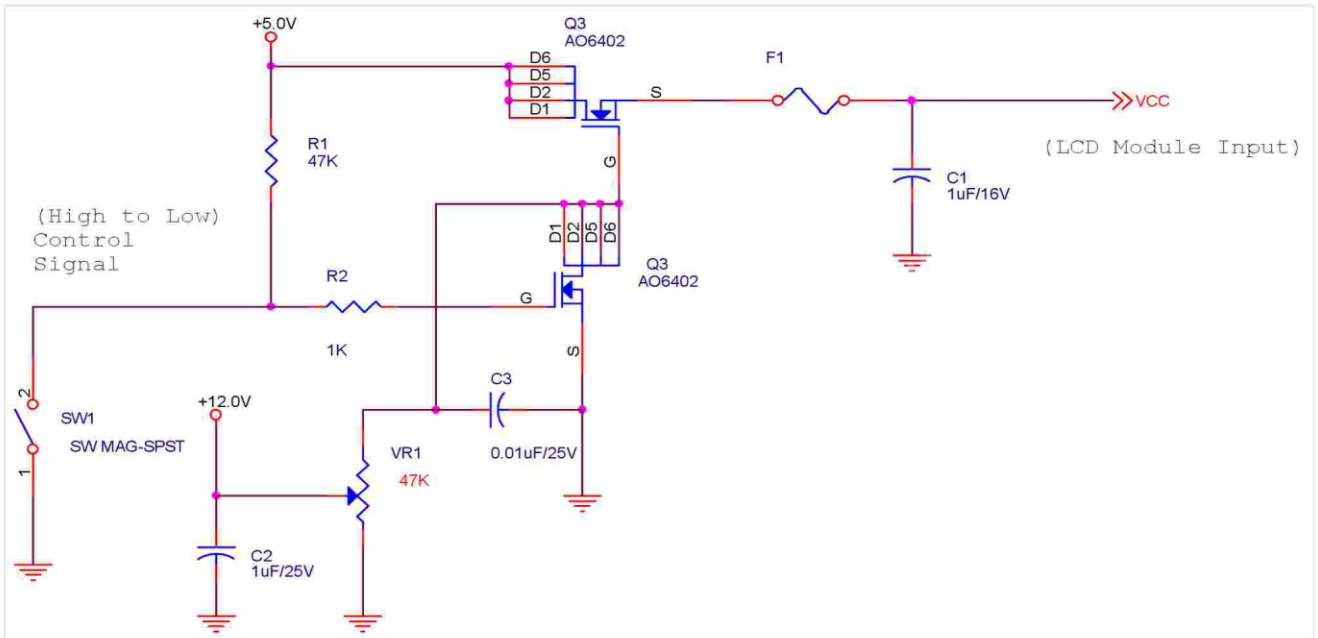 +5.0V
Q3
AO6402
D6
D5
D2
D1
S
G
F1
VCC
(LCD Module Input)
R1
47K
C1
1uF/16V
(High to Low)
Control
Signal
D1
D2
D5
D6
Q3
AO6402
R2
1K
G
S
2
1
SW1
SW MAG-SPST
+12.0V
C3
0.01uF/25V
VR1
47K
C2
1uF/25V